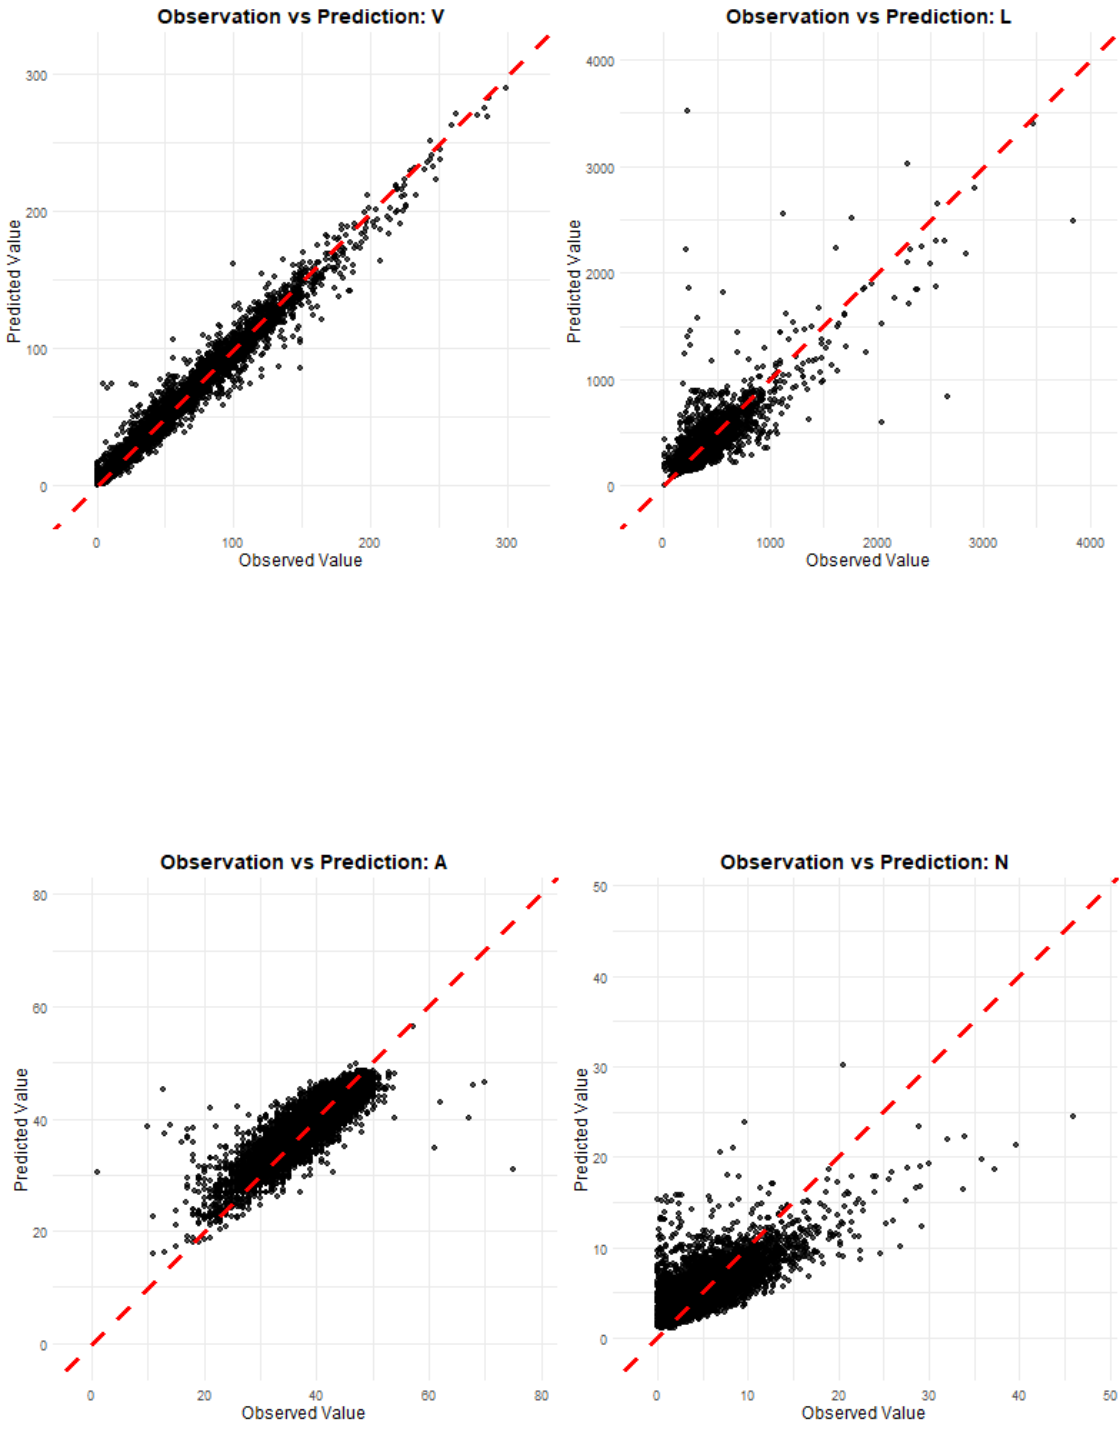 Observation vs Prediction: V
300
200
100
0
Predicted Value
0 100 200 300
Observed Value
Observation vs Prediction: L
4000
3000
2000
1000
0
Predicted Value
0 1000 2000 3000 4000
Observed Value
Observation vs Prediction: A
80
60
40
20
0
Predicted Value
0 20 40 60 80
Observed Value
Observation vs Prediction: N
50
40
30
20
10
0
Predicted Value
0 10 20 30 40 50
Observed Value